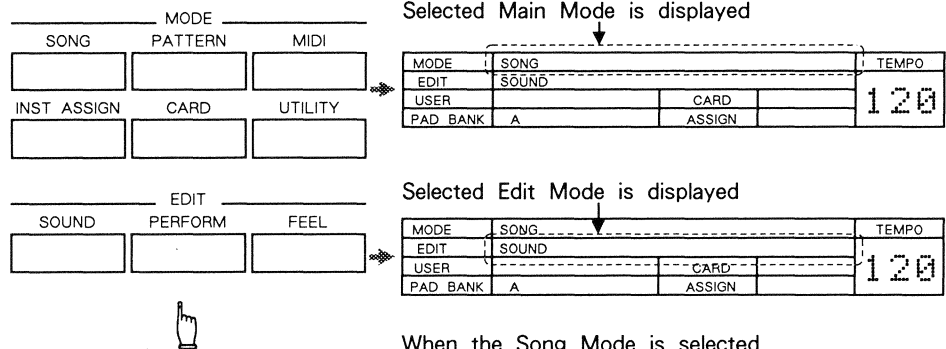 MODE
SONG PATTERN MIDI
INST ASSIGN CARD UTILITY
Selected Main Mode is displayed
MODE SONG TEMPO
EDIT SOUND
USER CARD 120
PAD BANK A ASSIGN
EDIT
SOUND PERFORM FEEL
Selected Edit Mode is displayed
MODE SONG TEMPO
EDIT SOUND
USER CARD 120
PAD BANK A ASSIGN
When the Song Mode is selected